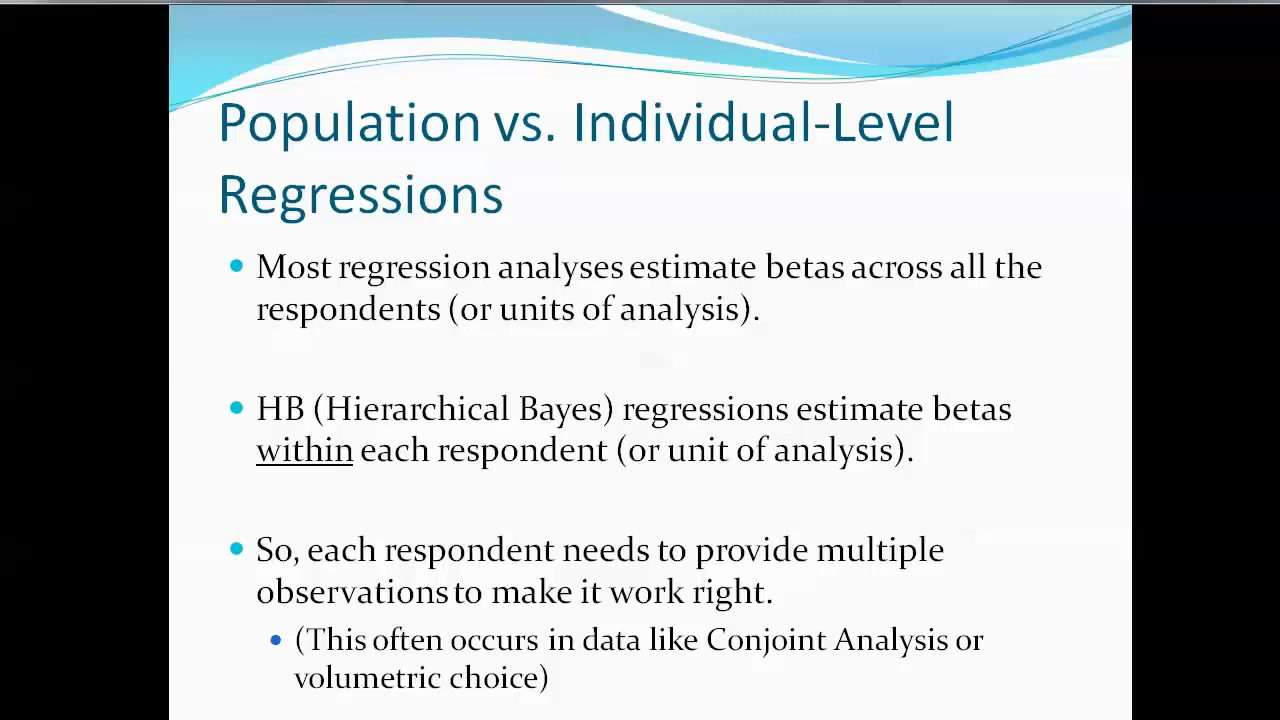 Population vs. Individual-Level
Regressions
Most regression analyses estimate betas across all the
respondents (or units of analysis).
HB (Hierarchical Bayes) regressions estimate betas
within each respondent (or unit of analysis).
So, each respondent needs to provide multiple
observations to make it work right.
(This often occurs in data like Conjoint Analysis or
volumetric choice)